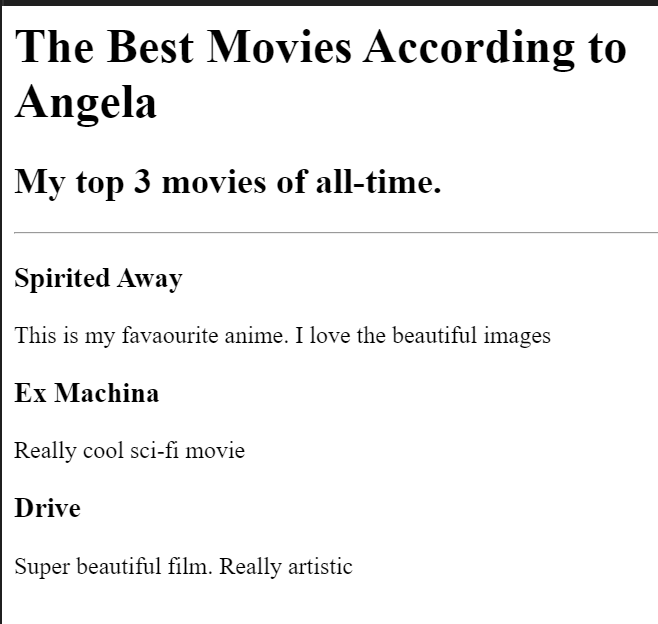 The Best Movies According to
Angela
My top 3 movies of all-time.
Spirited Away
This is my favaourite anime. I love the beautiful images
Ex Machina
Really cool sci-fi movie
Drive
Super beautiful film. Really artistic